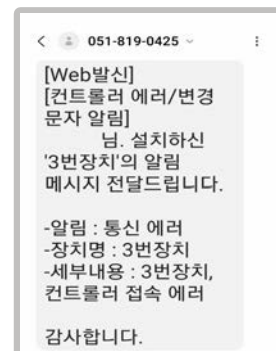 051-819-0425
[Web발신]
[컨트롤러 에러/변경
문자 알림]
님. 설치하신
'3번장치'의 알림
메시지 전달드립니다.
-알림 : 통신 에러
-장치명 : 3번장치
-세부내용 : 3번장치,
컨트롤러 접속 에러
감사합니다.